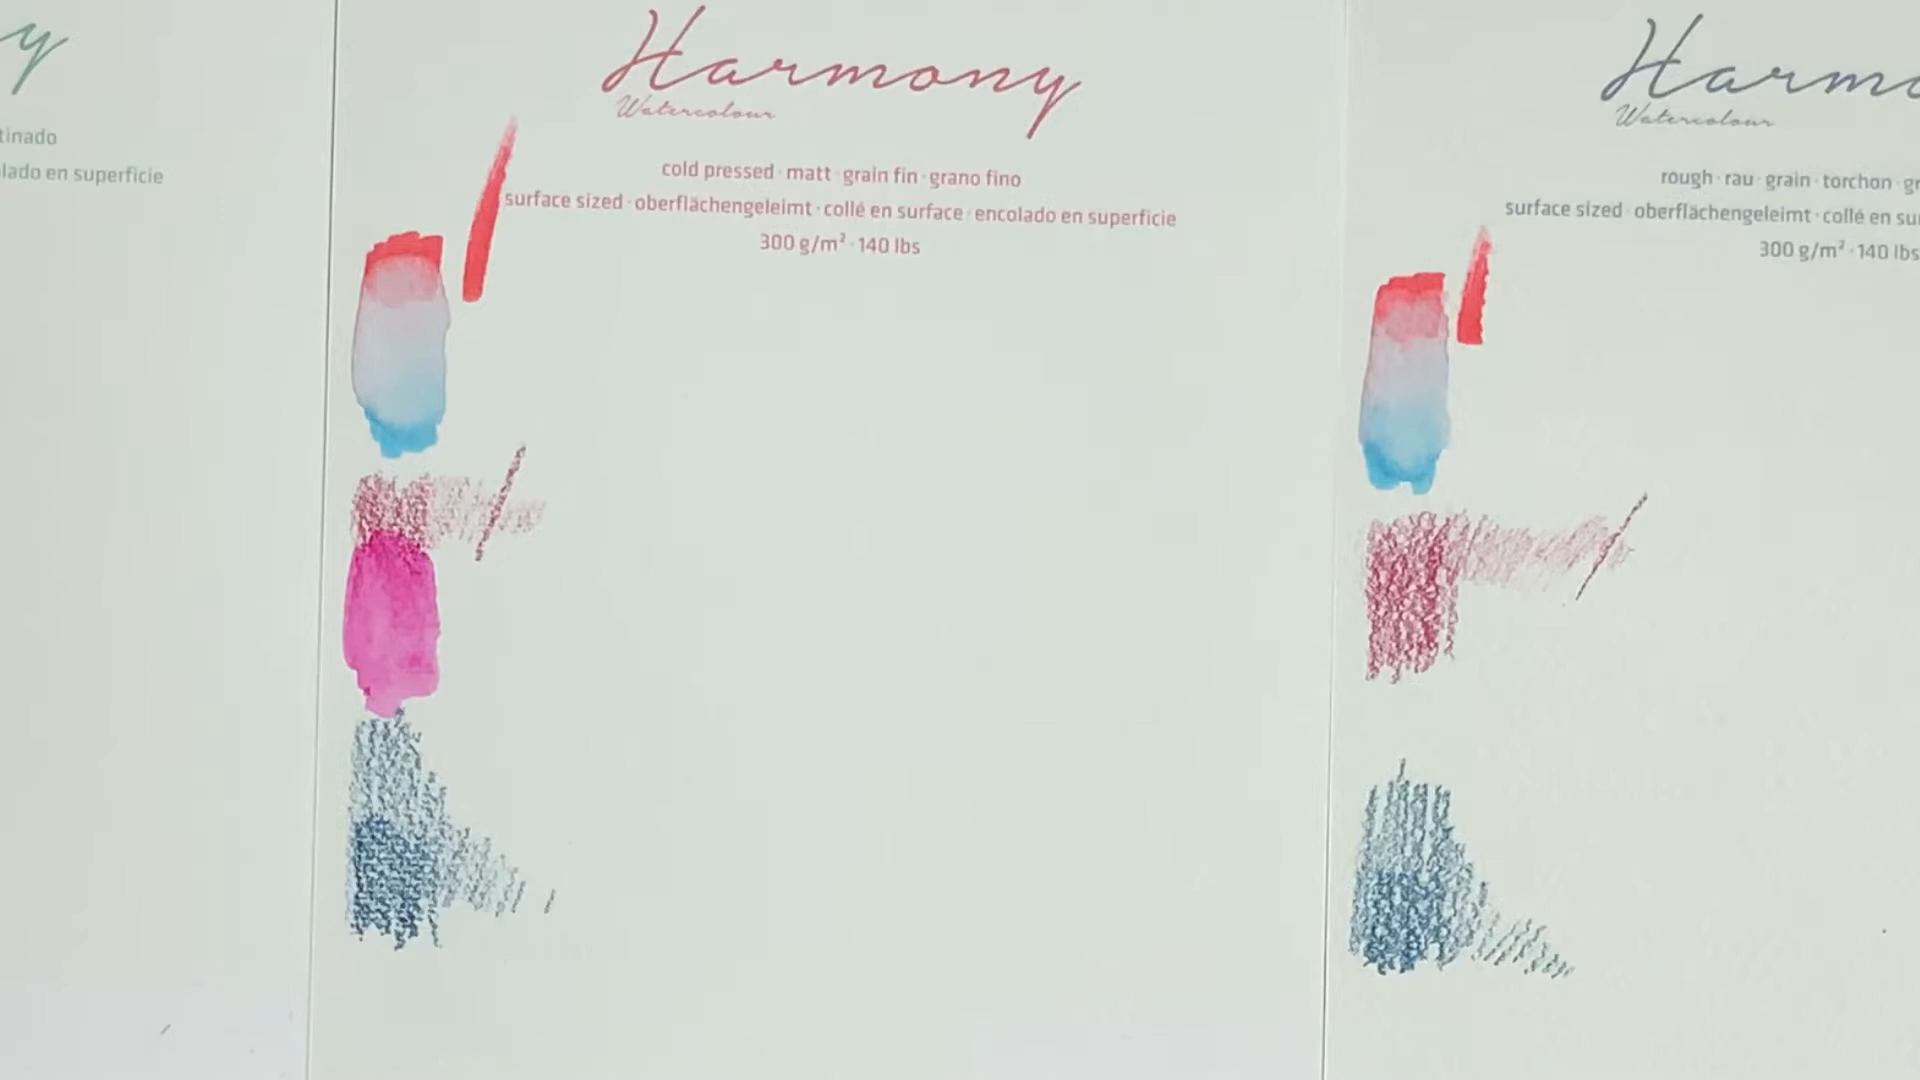 y
tinado
lado en superficie
Harmony
Watercolour
cold pressed · matt · grain fin · grano fino
surface sized · oberflächengeleimt · collé en surface · encolado en superficie
300 g/m² · 140 lbs
Harmo
Watercolour
rough · rau · grain · torchon · gr
surface sized · oberflächengeleimt · collé en su
300 g/m² · 140 lbs